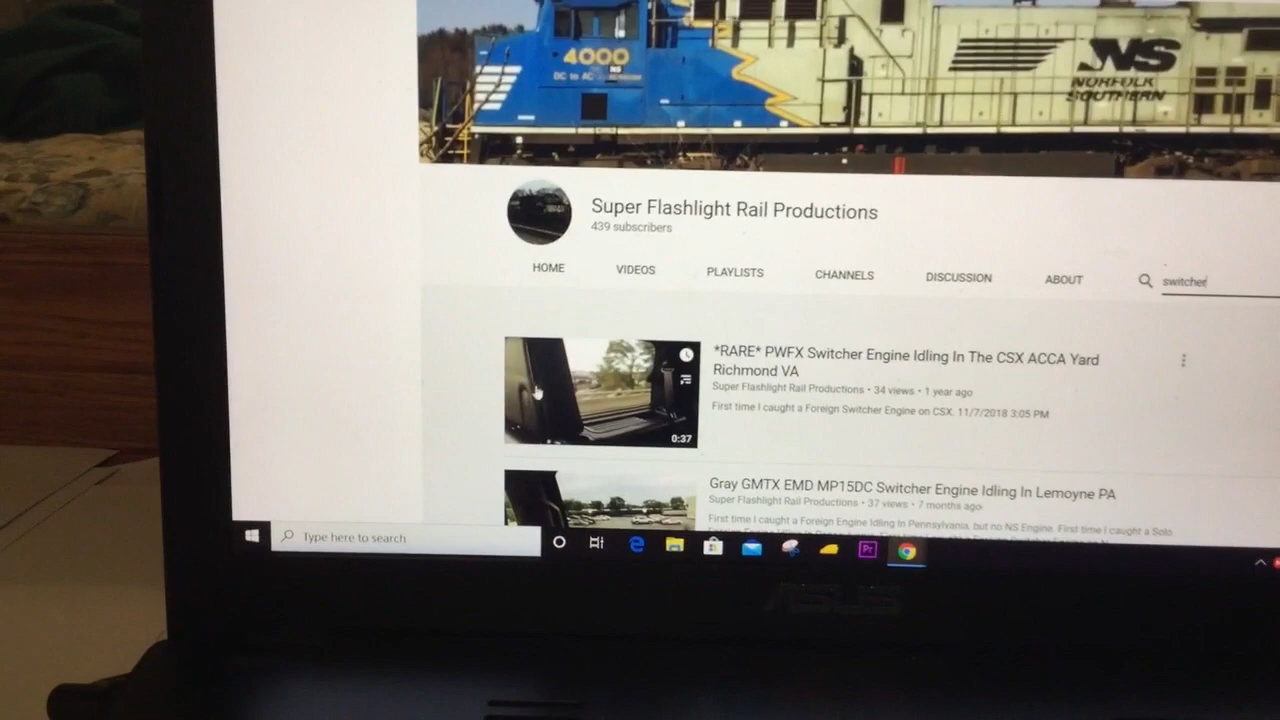 4000
NS
DC to AC
NS
NORFOLK
SOUTHERN
Super Flashlight Rail Productions
439 subscribers
HOME VIDEOS PLAYLISTS CHANNELS DISCUSSION ABOUT switcher
*RARE* PWFX Switcher Engine Idling In The CSX ACCA Yard
Richmond VA
Super Flashlight Rail Productions • 34 views • 1 year ago
First time I caught a Foreign Switcher Engine on CSX. 11/7/2018 3:05 PM
0:37
Gray GMTX EMD MP15DC Switcher Engine Idling In Lemoyne PA
Super Flashlight Rail Productions • 37 views • 7 months ago
First time I caught a Foreign Engine Idling In Pennsylvania, but no NS Engine. First time I caught a Solo
Type here to search
Pr
ASUS